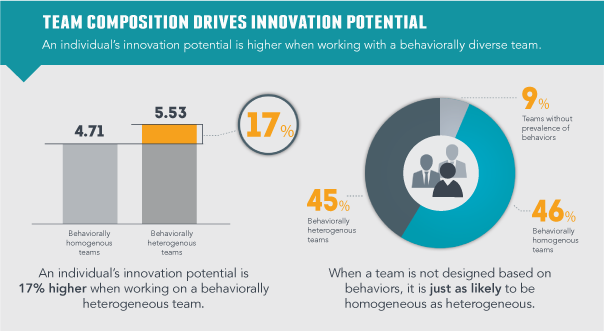 TEAM COMPOSITION DRIVES INNOVATION POTENTIAL
An individual's innovation potential is higher when working with a behaviorally diverse team.
4.71
5.53
17%
Behaviorally
homogenous
teams
Behaviorally
heterogenous
teams
An individual's innovation potential is
17% higher when working on a behaviorally
heterogeneous team.
9%
Teams without
prevalence of
behaviors
45%
Behaviorally
heterogenous
teams
46%
Behaviorally
homogenous
teams
When a team is not designed based on
behaviors, it is just as likely to be
homogeneous as heterogeneous.